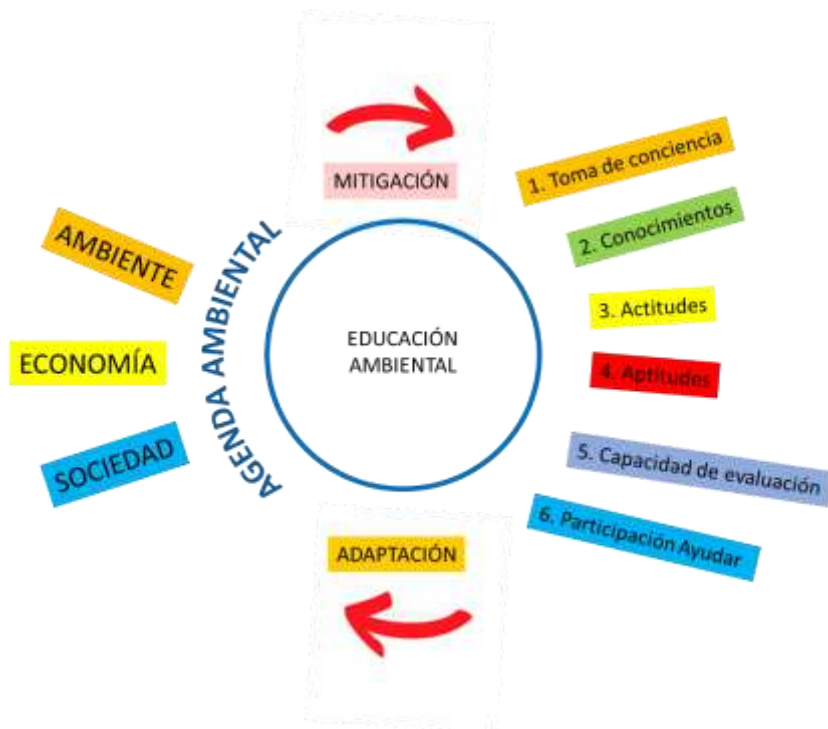 MITIGACIÓN
AGENDA AMBIENTAL
AMBIENTE
ECONOMÍA
SOCIEDAD
EDUCACIÓN
AMBIENTAL
1. Toma de conciencia
2. Conocimientos
3. Actitudes
4. Aptitudes
5. Capacidad de evaluación
6. Participación Ayudar
ADAPTACIÓN